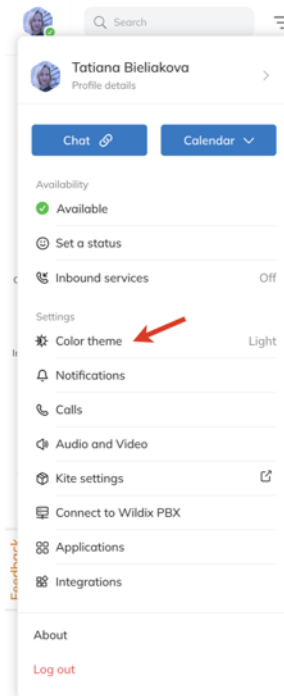 Search
Tatiana Bieliakova
Profile details
Chat
Calendar
Availability
Available
Set a status
Inbound services Off
Settings
Color theme Light
Notifications
Calls
Audio and Video
Kite settings
Connect to Wildix PBX
Applications
Integrations
About
Log out
Feedback